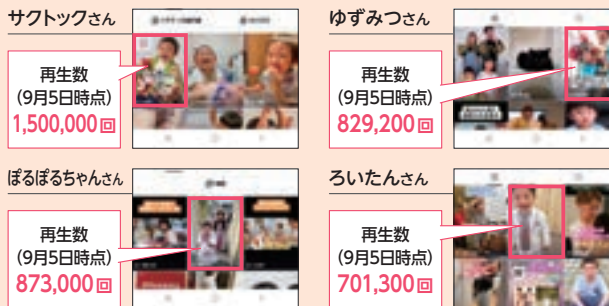 サクトックさん
再生数
(9月5日時点)
1,500,000回
ゆずみつさん
再生数
(9月5日時点)
829,200回
ぽるぽるちゃんさん
再生数
(9月5日時点)
873,000回
ろいたんさん
再生数
(9月5日時点)
701,300回